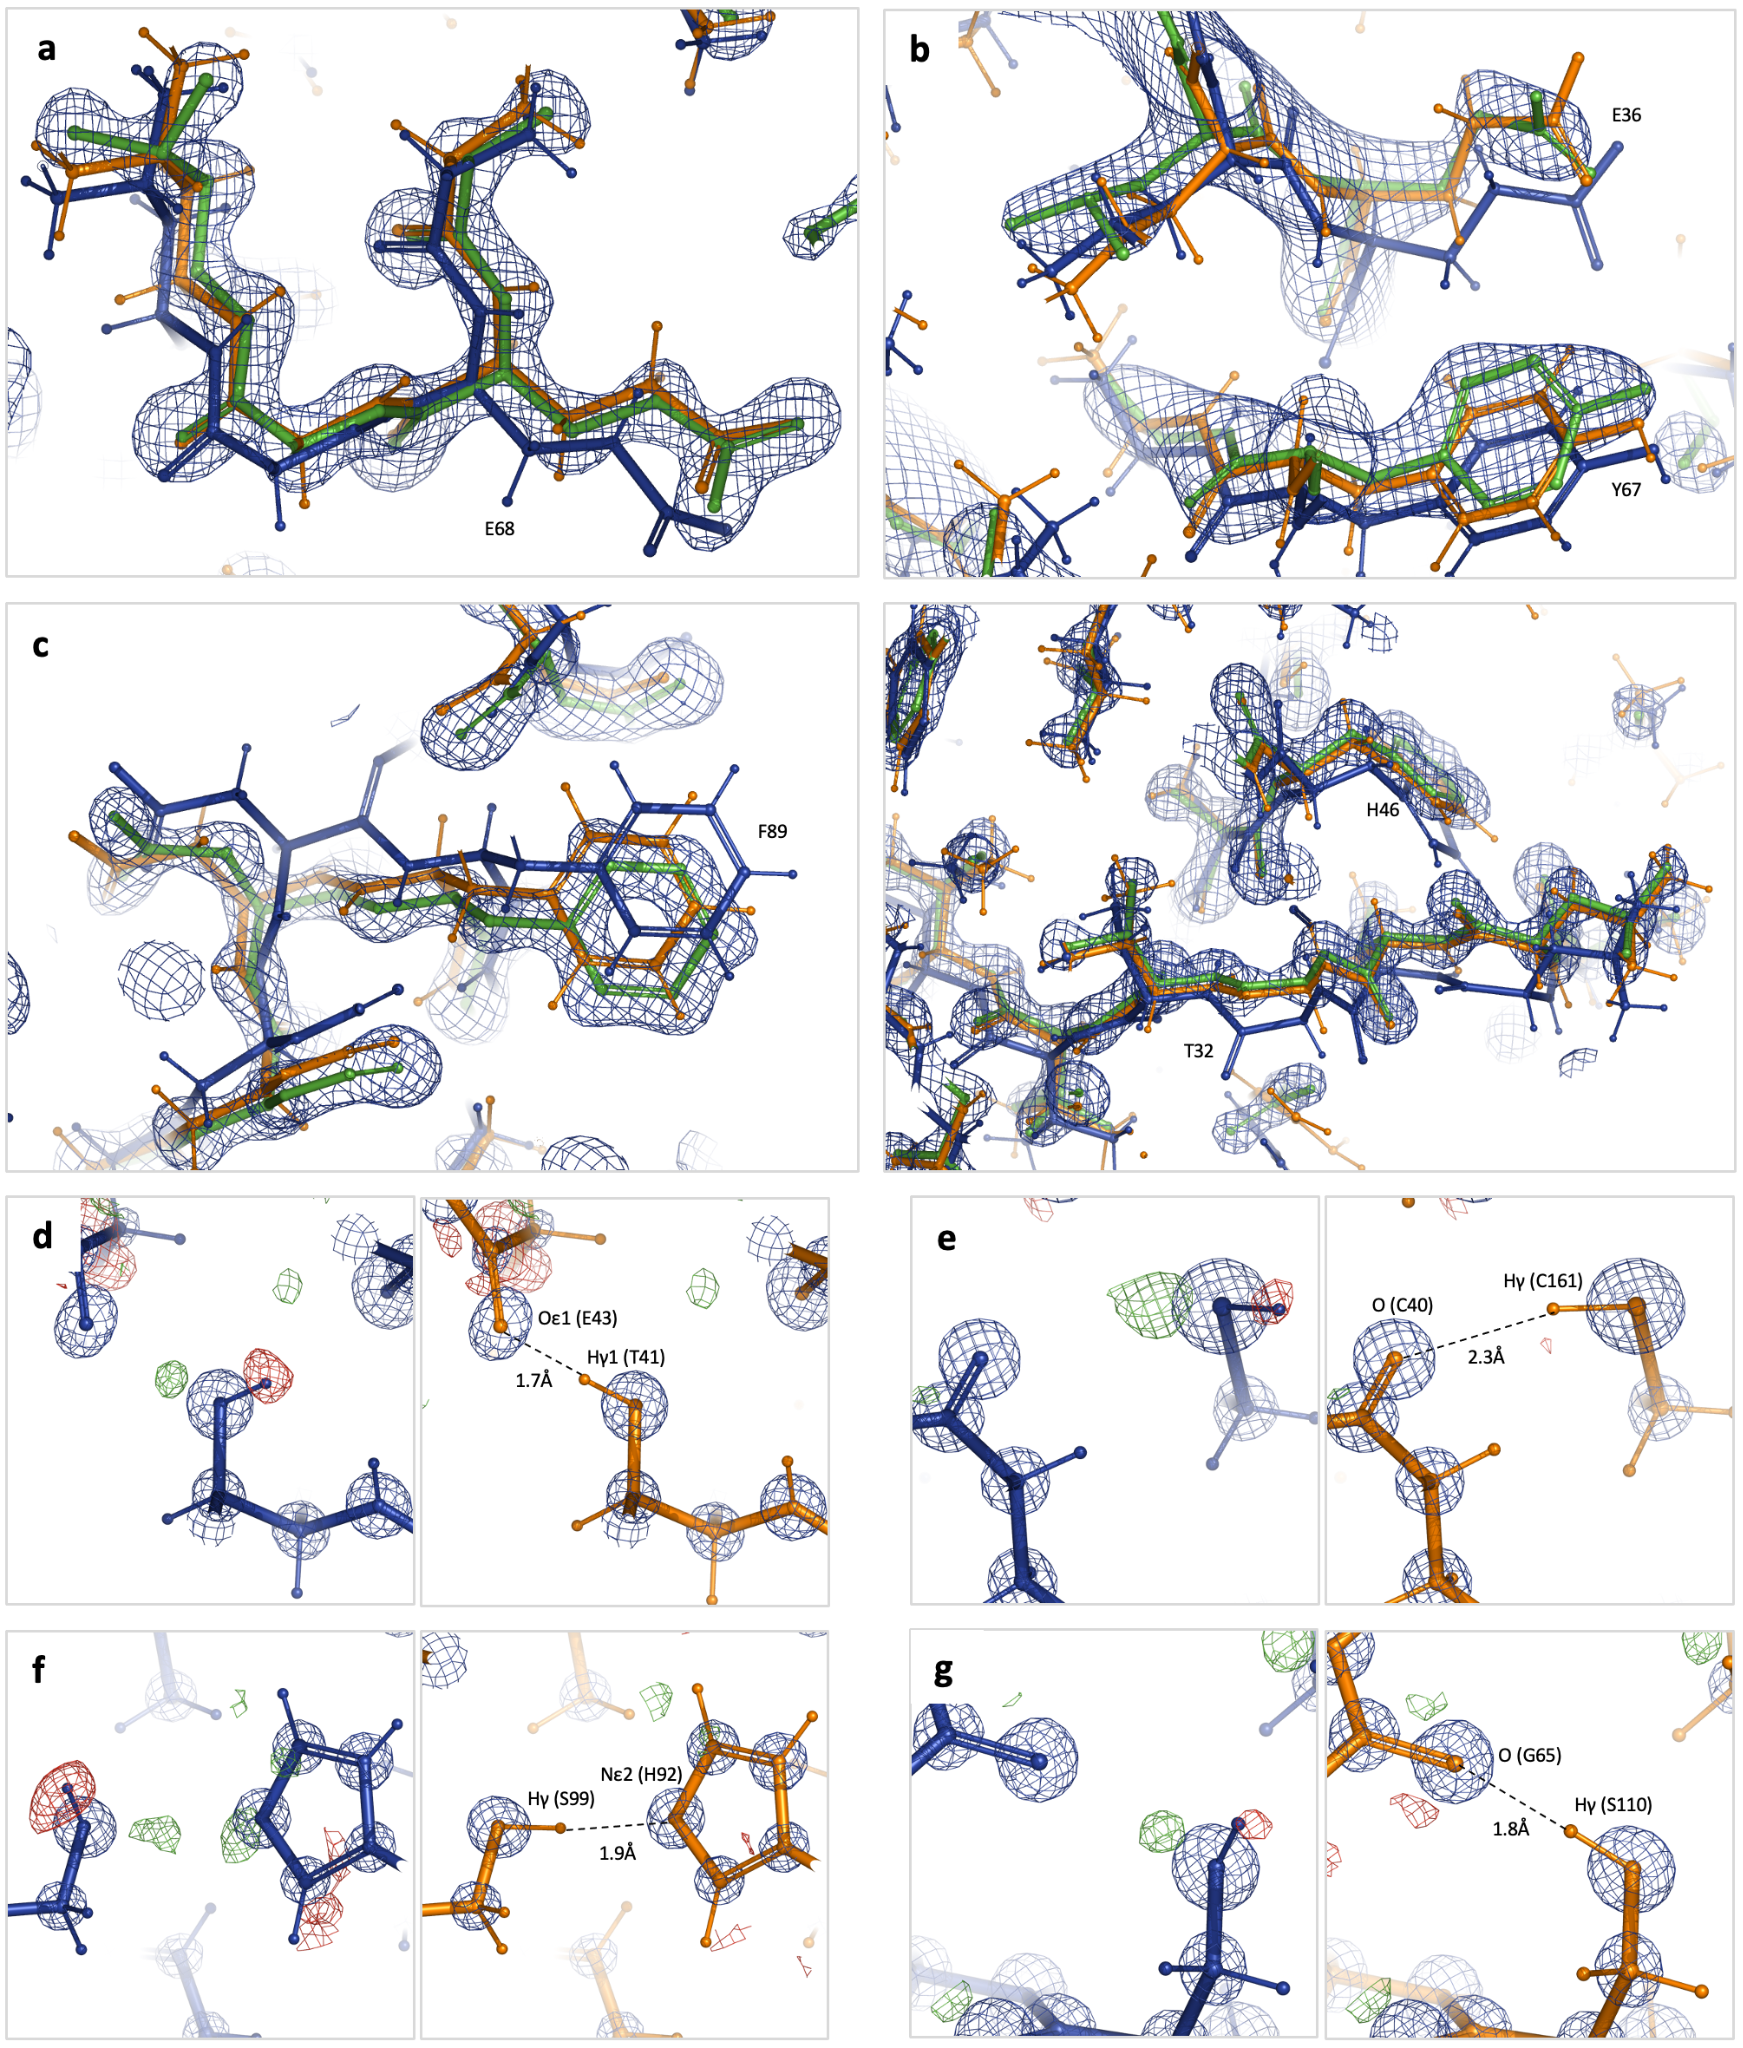 a
E68
b
E36
Y67
c
F89
H46
T32
d
Oε1 (E43)
Hγ1 (T41)
1.7Å
e
Hγ (C161)
O (C40)
2.3Å
f
Nε2 (H92)
Hγ (S99)
1.9Å
g
O (G65)
Hγ (S110)
1.8Å